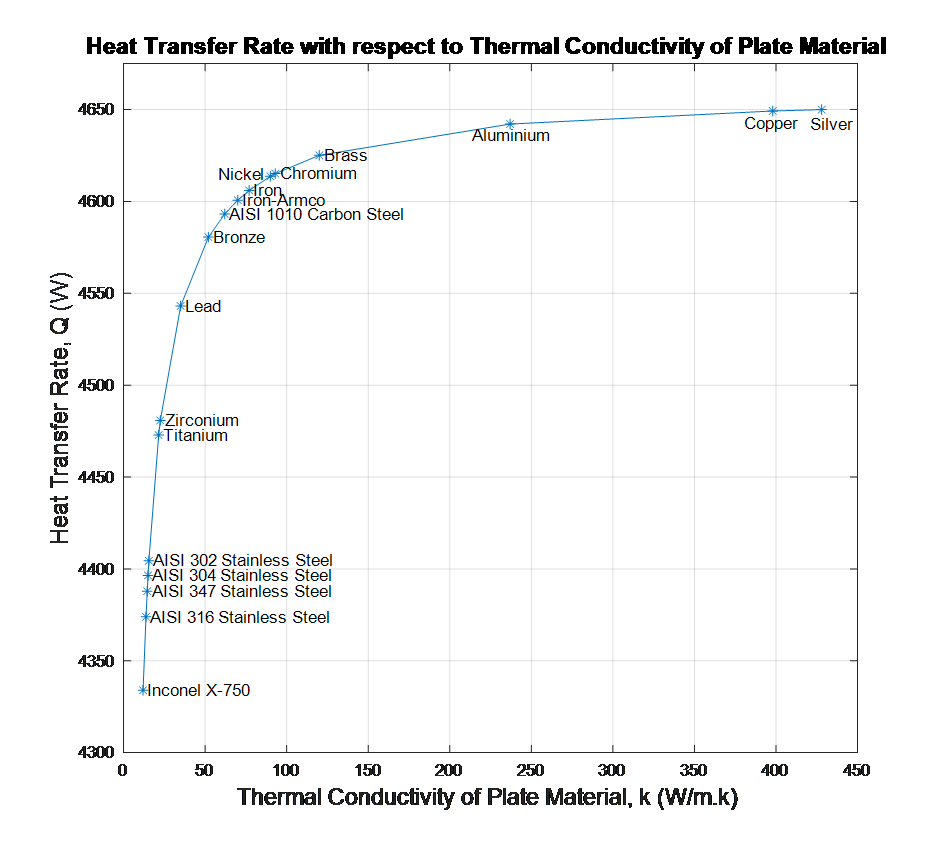 Heat Transfer Rate with respect to Thermal Conductivity of Plate Material
4650
4600
4550
4500
4450
4400
4350
4300
Heat Transfer Rate, Q (W)
Silver
Copper
Aluminium
Brass
Chromium
Nickel
Iron
Iron-Armco
AISI 1010 Carbon Steel
Bronze
Lead
Zirconium
Titanium
AISI 302 Stainless Steel
AISI 304 Stainless Steel
AISI 347 Stainless Steel
AISI 316 Stainless Steel
Inconel X-750
0 50 100 150 200 250 300 350 400 450
Thermal Conductivity of Plate Material, k (W/m.k)